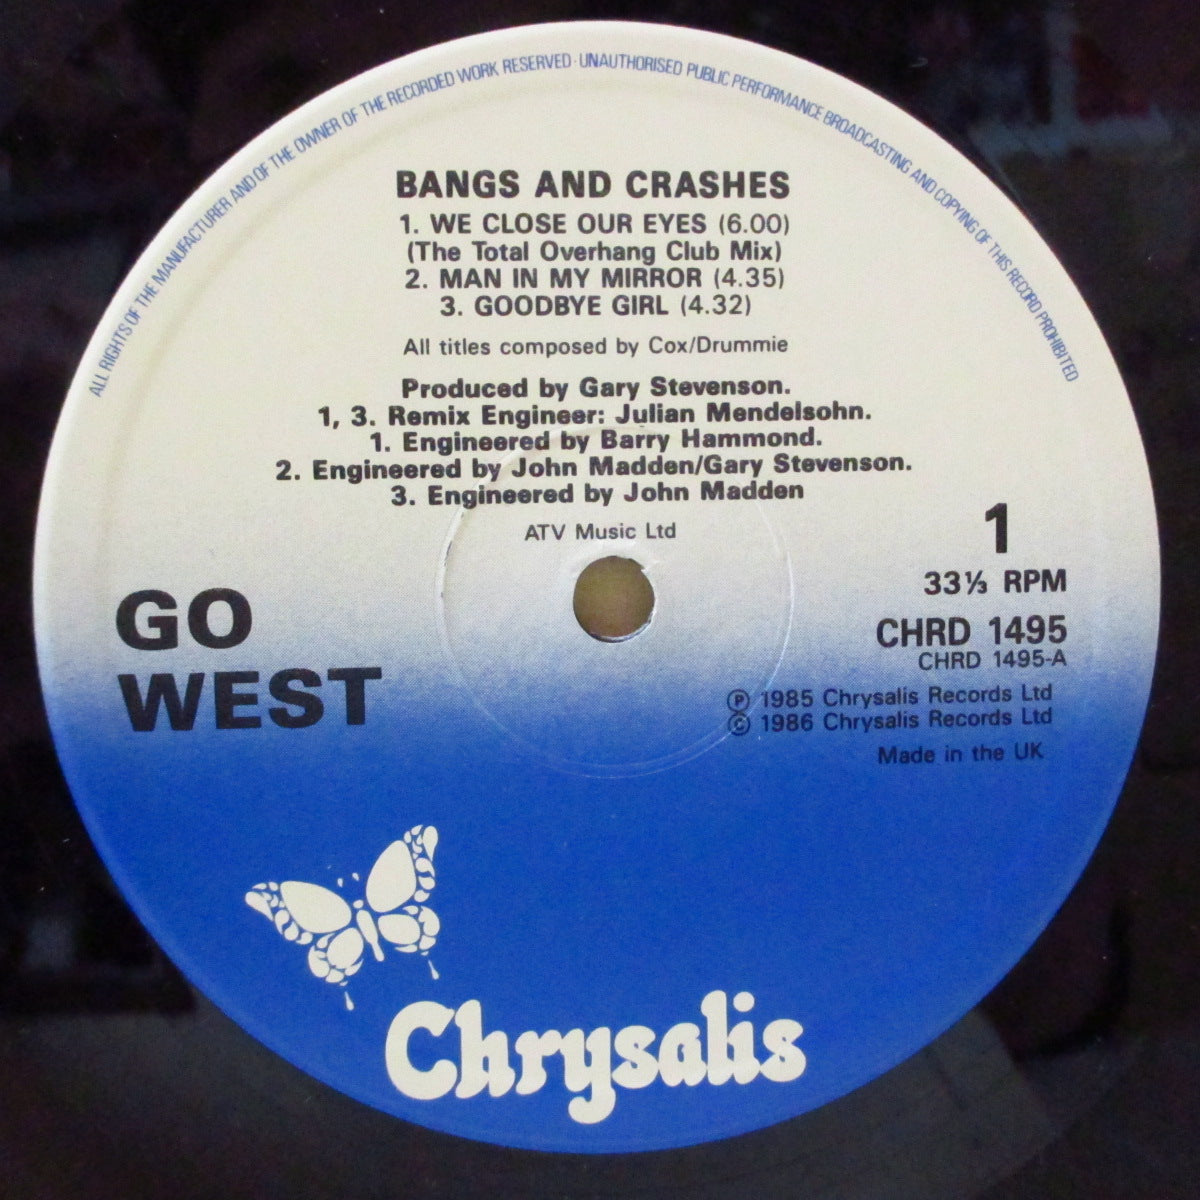 ALL RIGHTS OF THE MANUFACTURER AND OF THE OWNER OF THE RECORDED WORK RESERVED · UNAUTHORISED PUBLIC PERFORMANCE BROADCASTING AND COPYING OF THIS RECORD PROHIBITED
BANGS AND CRASHES
1. WE CLOSE OUR EYES (6.00)
(The Total Overhang Club Mix)
2. MAN IN MY MIRROR (4.35)
3. GOODBYE GIRL (4.32)
All titles composed by Cox/Drummie
Produced by Gary Stevenson.
1, 3. Remix Engineer: Julian Mendelsohn.
1. Engineered by Barry Hammond.
2. Engineered by John Madden/Gary Stevenson.
3. Engineered by John Madden
ATV Music Ltd
GO
WEST
1
33⅓ RPM
CHRD 1495
CHRD 1495-A
℗ 1985 Chrysalis Records Ltd
© 1986 Chrysalis Records Ltd
Made in the UK
Chrysalis